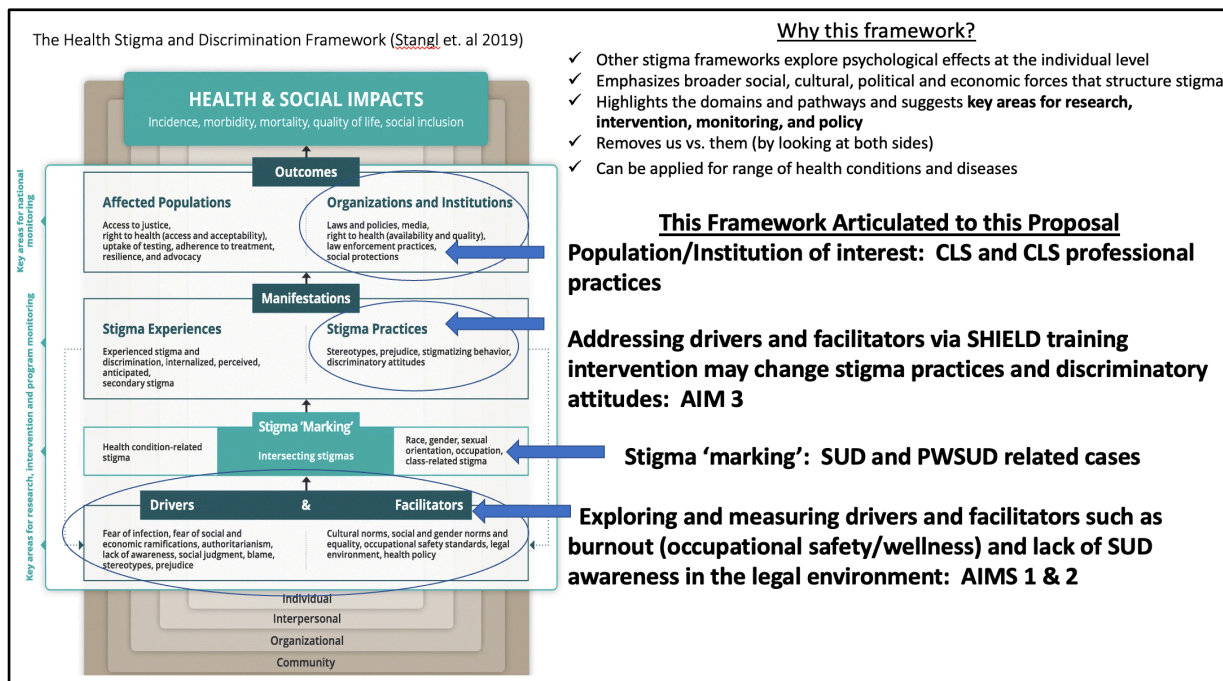 The Health Stigma and Discrimination Framework (Stangl et. al 2019)
HEALTH & SOCIAL IMPACTS
Incidence, morbidity, mortality, quality of life, social inclusion
Outcomes
Key areas for national
monitoring
Affected Populations
Access to justice,
right to health (access and acceptability),
uptake of testing, adherence to treatment,
resilience, and advocacy
Organizations and Institutions
Laws and policies, media,
right to health (availability and quality),
law enforcement practices,
social protections
Manifestations
Key areas for research, intervention and program monitoring
Stigma Experiences
Experienced stigma and
discrimination, internalized, perceived,
anticipated,
secondary stigma
Stigma Practices
Stereotypes, prejudice, stigmatizing behavior,
discriminatory attitudes
Stigma ‘Marking’
Intersecting stigmas
Health condition-related
stigma
Race, gender, sexual
orientation, occupation,
class-related stigma
Drivers & Facilitators
Fear of infection, fear of social and
economic ramifications, authoritarianism,
lack of awareness, social judgment, blame,
stereotypes, prejudice
Cultural norms, social and gender norms and
equality, occupational safety standards, legal
environment, health policy
Individual
Interpersonal
Organizational
Community
Why this framework?
✓ Other stigma frameworks explore psychological effects at the individual level
✓ Emphasizes broader social, cultural, political and economic forces that structure stigma
✓ Highlights the domains and pathways and suggests key areas for research,
intervention, monitoring, and policy
✓ Removes us vs. them (by looking at both sides)
✓ Can be applied for range of health conditions and diseases
This Framework Articulated to this Proposal
Population/Institution of interest: CLS and CLS professional
practices
Addressing drivers and facilitators via SHIELD training
intervention may change stigma practices and discriminatory
attitudes: AIM 3
Stigma ‘marking’: SUD and PWSUD related cases
Exploring and measuring drivers and facilitators such as
burnout (occupational safety/wellness) and lack of SUD
awareness in the legal environment: AIMS 1 & 2